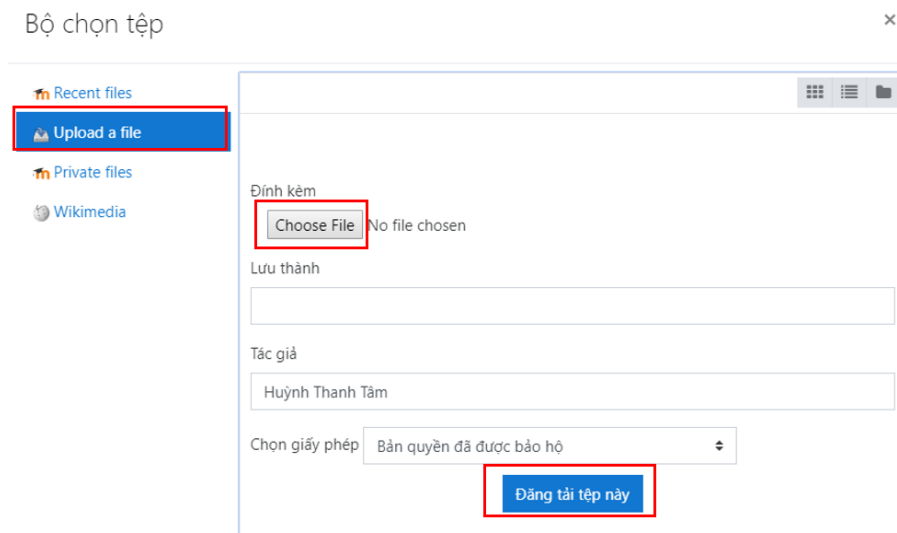 Bộ chọn tệp
×
Recent files
Upload a file
Private files
Wikimedia
Đính kèm
Choose File No file chosen
Lưu thành
Tác giả
Huỳnh Thanh Tâm
Chọn giấy phép Bản quyền đã được bảo hộ
Đăng tải tệp này